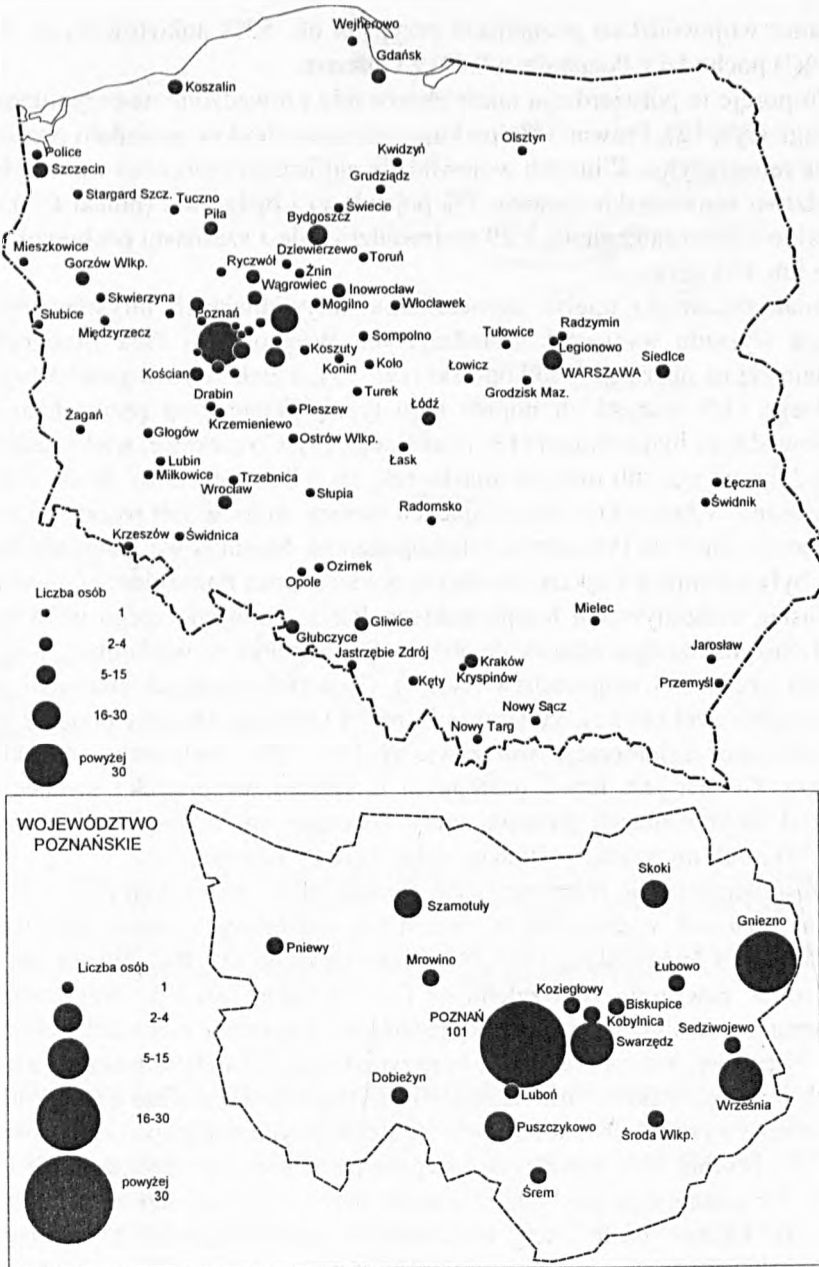 Wejherowo
Gdańsk
Koszalin
Police
Szczecin
Kwidzyń
Olsztyn
Stargard Szcz.
Tuczno
Grudziądz
Piła
Świecie
Bydgoszcz
Mieszkowice
Gorzów Wlkp.
Ryczwół
Dziewierzewo
Toruń
Żnin
Wągrowiec
Inowrocław
Skwierzyna
Mogilno
Włocławek
Słubice
Międzyrzecz
Poznań
Sompolno
Tułowice
Radzymin
Legionowo
Koszuty
Siedlce
Kościan
Konin
Łowicz
WARSZAWA
Grodzisk Maz.
Turek
Drabin
Krzemieniewo
Pleszew
Łódź
Żagań
Głogów
Ostrów Wlkp.
Łask
Lubin
Miłkowice
Trzebnica
Wrocław
Słupia
Łęczna
Świdnik
Radomsko
Krzeszów
Świdnica
Opole
Ozimek
Liczba osób
1
2-4
5-15
16-30
powyżej
30
Głubczyce
Gliwice
Mielec
Jastrzębie Zdrój
Kraków
Kryspinów
Jarosław
Kęty
Przemyśl
Nowy Sącz
Nowy Targ
WOJEWÓDZTWO
POZNAŃSKIE
Skoki
Szamotuły
Gniezno
Pniewy
Liczba osób
1
2-4
5-15
16-30
powyżej
30
Mrowino
Łubowo
Koziegłowy
Biskupice
POZNAŃ
101
Kobylnica
Swarzędz
Sedziwojewo
Dobieżyn
Luboń
Września
Puszczykowo
Środa Wlkp.
Śrem